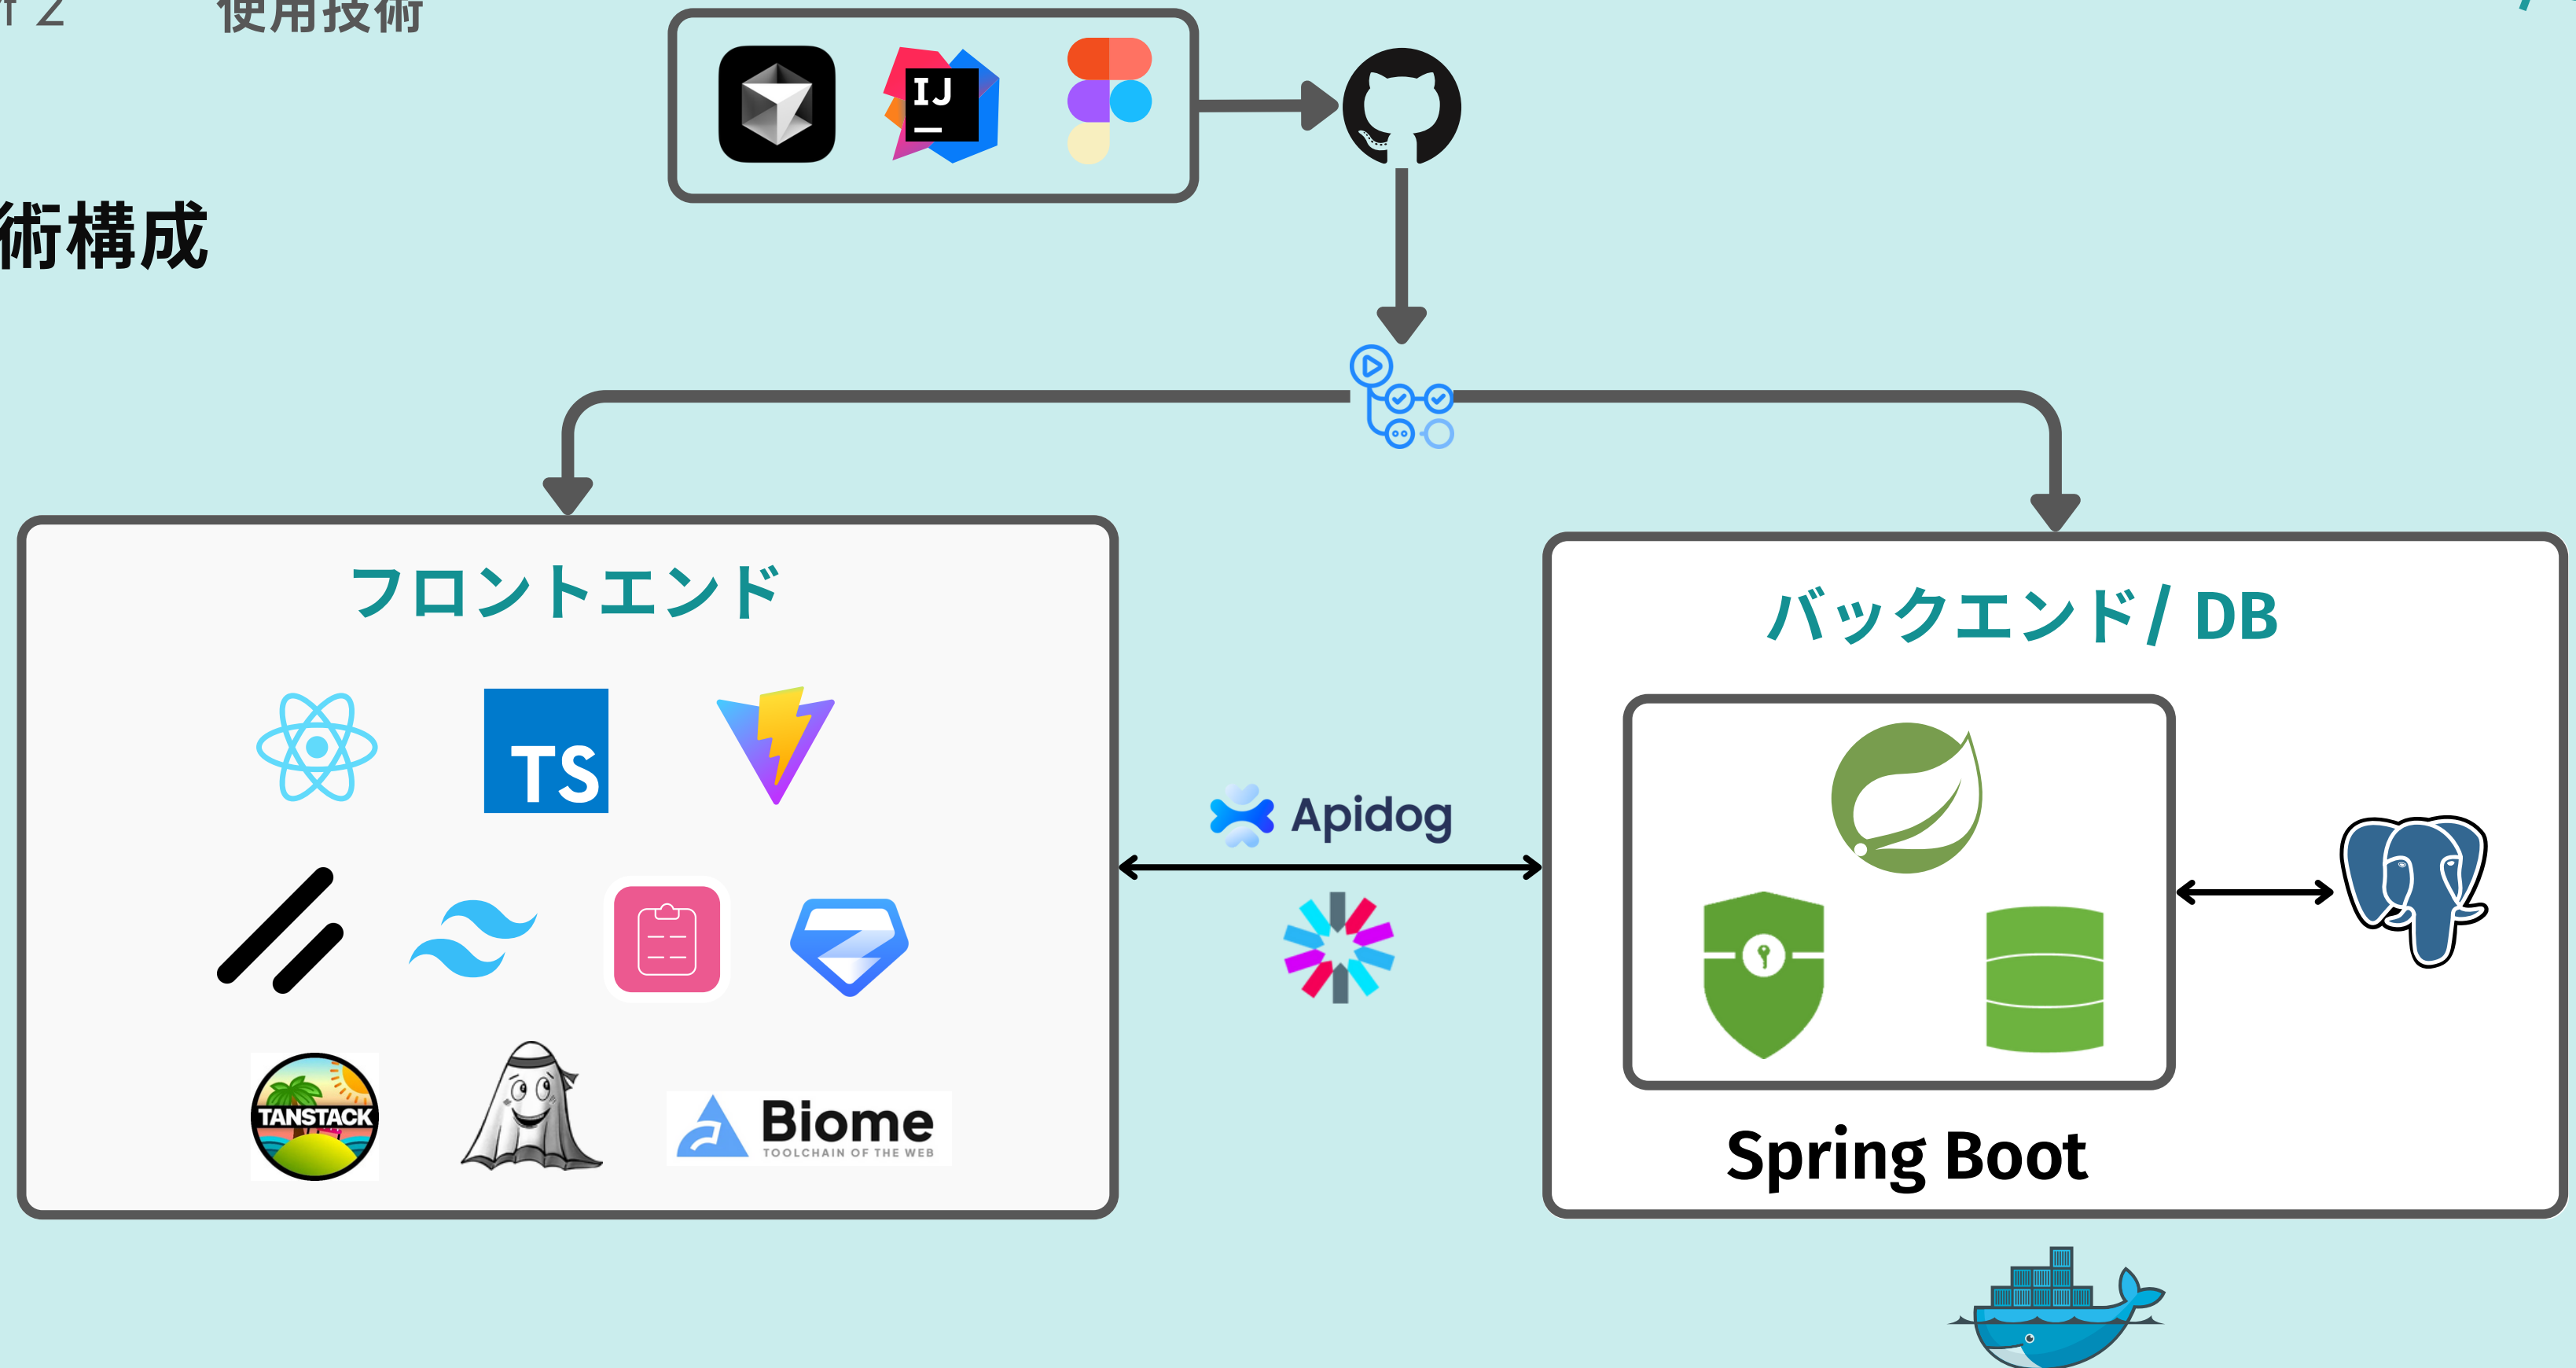 2
使用技術
IJ
術構成
フロントエンド
バックエンド/ DB
TS
Apidog
TANSTACK
Biome
TOOLCHAIN OF THE WEB
Spring Boot